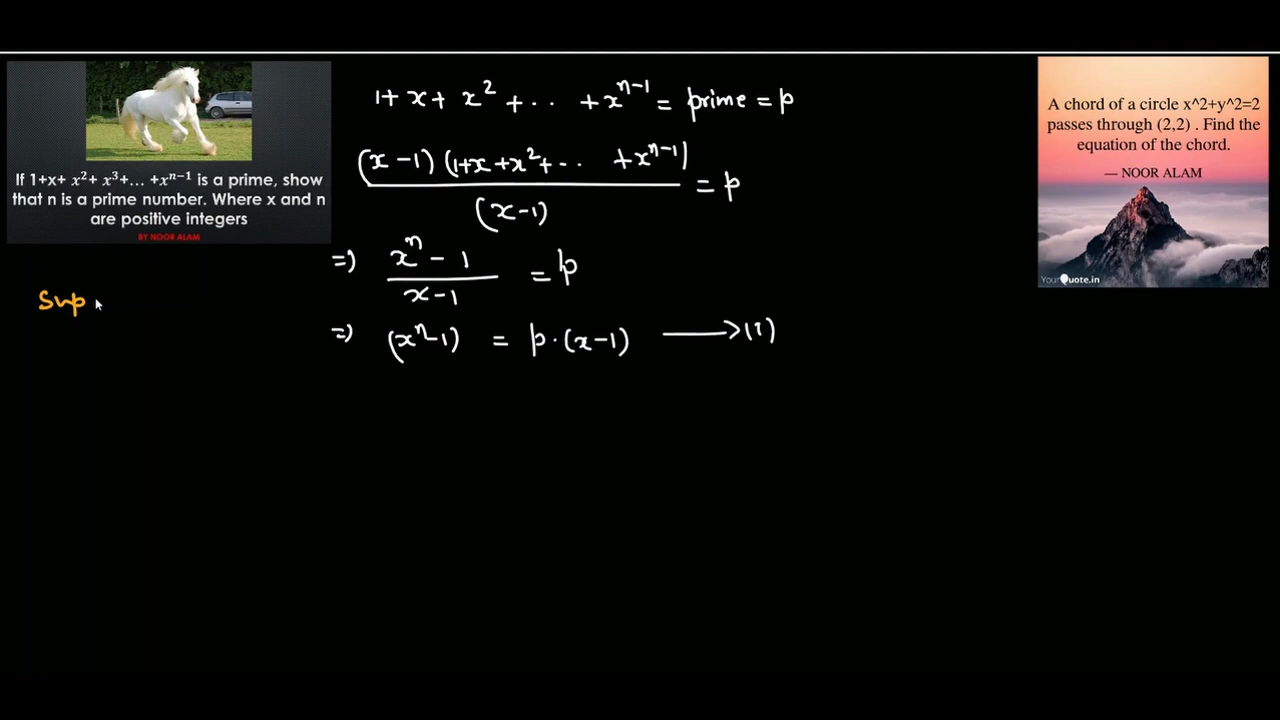 If 1+x+ x²+ x³+... +xⁿ⁻¹ is a prime, show
that n is a prime number. Where x and n
are positive integers
BY NOOR ALAM
1 + x + x² + .. + xⁿ⁻¹ = prime = p
(x-1) (1+x+x²+.. +xⁿ⁻¹)
―――――――――― = p
(x-1)
=) xⁿ - 1
――― = p
x-1
=) (xⁿ-1) = p.(x-1) ⟶(1)
Sup
A chord of a circle x^2+y^2=2
passes through (2,2) . Find the
equation of the chord.
— NOOR ALAM
YourQuote.in